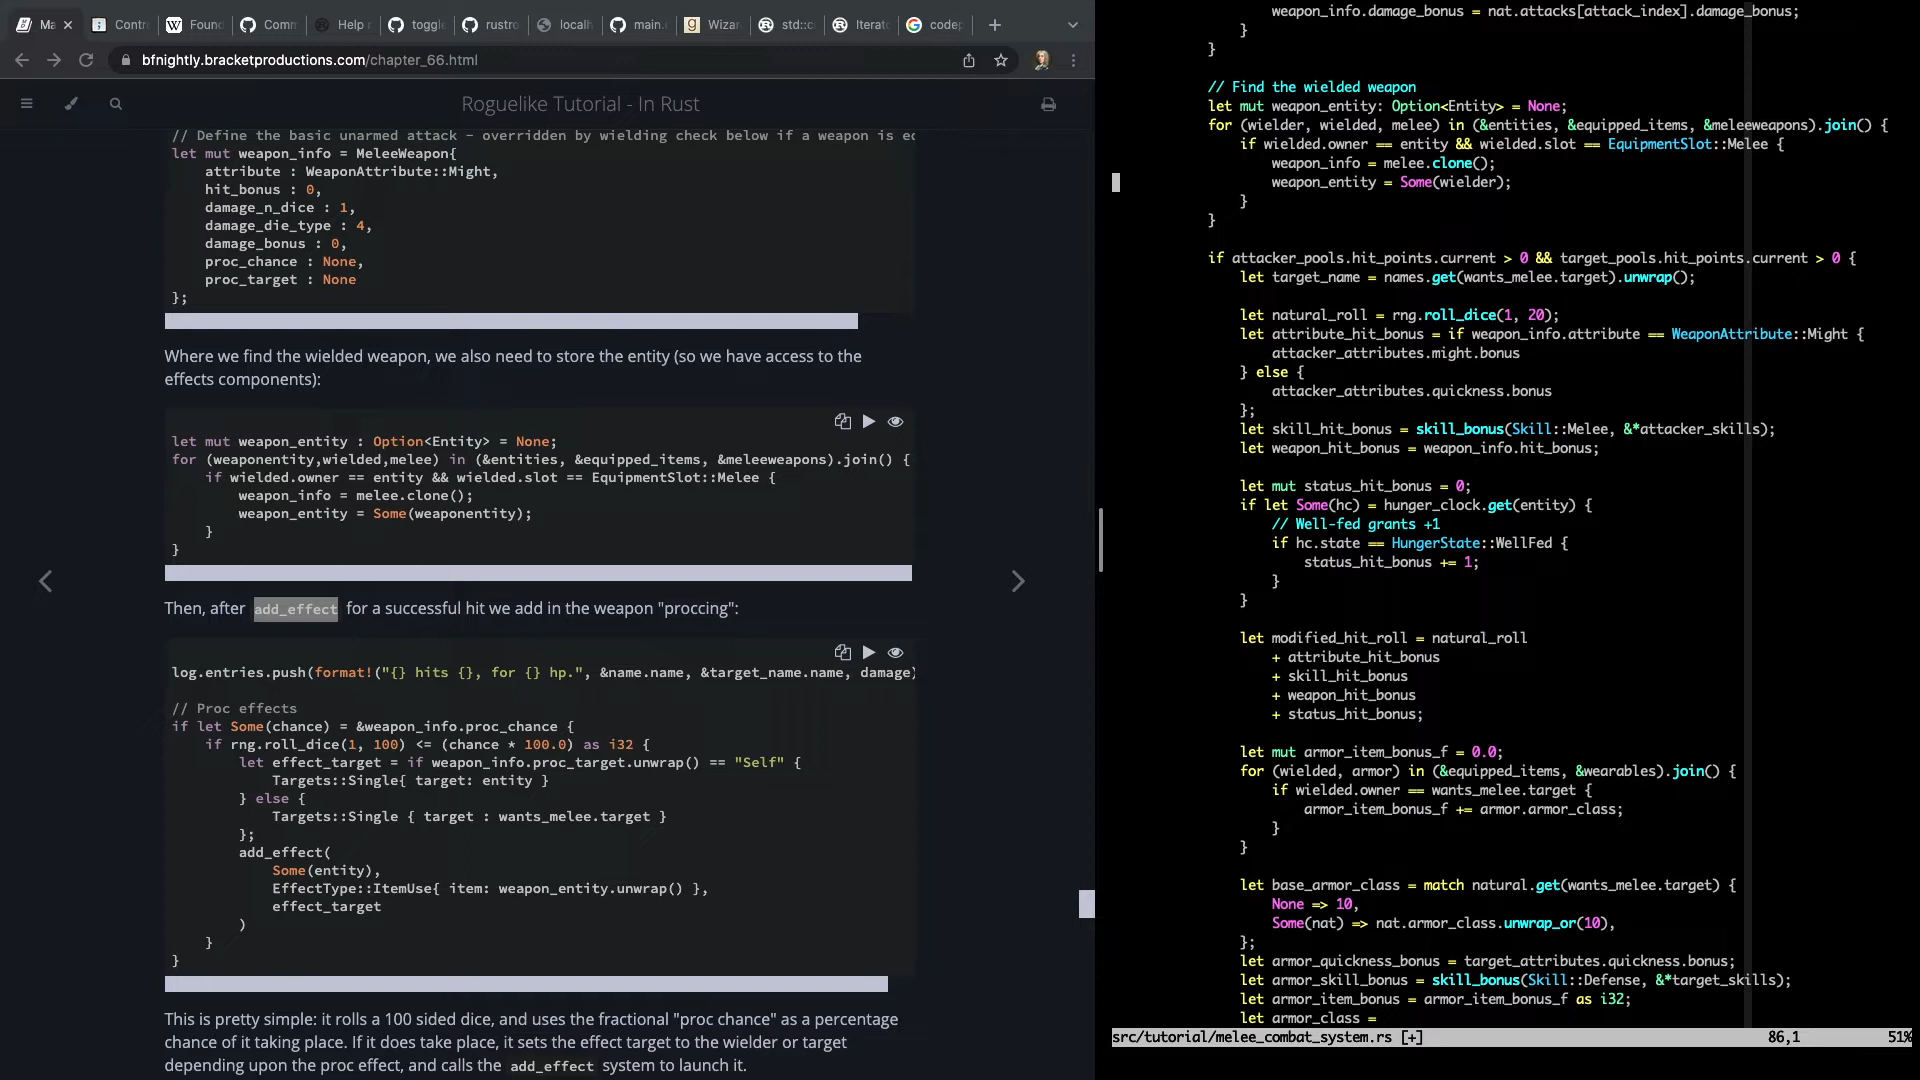 Ma
Contr
Found
Comm
Help
toggle
rustro
localh
main.
Wizar
std::c
Iterato
codep
bfnightly.bracketproductions.com/chapter_66.html
Roguelike Tutorial - In Rust
// Define the basic unarmed attack - overridden by wielding check below if a weapon is ec
let mut weapon_info = MeleeWeapon{
    attribute : WeaponAttribute::Might,
    hit_bonus : 0,
    damage_n_dice : 1,
    damage_die_type : 4,
    damage_bonus : 0,
    proc_chance : None,
    proc_target : None
};
Where we find the wielded weapon, we also need to store the entity (so we have access to the
effects components):
let mut weapon_entity : Option<Entity> = None;
for (weaponentity,wielded,melee) in (&entities, &equipped_items, &meleeweapons).join() {
    if wielded.owner == entity && wielded.slot == EquipmentSlot::Melee {
        weapon_info = melee.clone();
        weapon_entity = Some(weaponentity);
    }
}
Then, after add_effect for a successful hit we add in the weapon "proccing":
log.entries.push(format!("{} hits {}, for {} hp.", &name.name, &target_name.name, damage)
// Proc effects
if let Some(chance) = &weapon_info.proc_chance {
    if rng.roll_dice(1, 100) <= (chance * 100.0) as i32 {
        let effect_target = if weapon_info.proc_target.unwrap() == "Self" {
            Targets::Single{ target: entity }
        } else {
            Targets::Single { target : wants_melee.target }
        };
        add_effect(
            Some(entity),
            EffectType::ItemUse{ item: weapon_entity.unwrap() },
            effect_target
        )
    }
}
This is pretty simple: it rolls a 100 sided dice, and uses the fractional "proc chance" as a percentage
chance of it taking place. If it does take place, it sets the effect target to the wielder or target
depending upon the proc effect, and calls the add_effect system to launch it.
weapon_info.damage_bonus = nat.attacks[attack_index].damage_bonus;
}
}
// Find the wielded weapon
let mut weapon_entity: Option<Entity> = None;
for (wielder, wielded, melee) in (&entities, &equipped_items, &meleeweapons).join() {
    if wielded.owner == entity && wielded.slot == EquipmentSlot::Melee {
        weapon_info = melee.clone();
        weapon_entity = Some(wielder);
    }
}
if attacker_pools.hit_points.current > 0 && target_pools.hit_points.current > 0 {
    let target_name = names.get(wants_melee.target).unwrap();
    let natural_roll = rng.roll_dice(1, 20);
    let attribute_hit_bonus = if weapon_info.attribute == WeaponAttribute::Might {
        attacker_attributes.might.bonus
    } else {
        attacker_attributes.quickness.bonus
    };
    let skill_hit_bonus = skill_bonus(Skill::Melee, &*attacker_skills);
    let weapon_hit_bonus = weapon_info.hit_bonus;
    let mut status_hit_bonus = 0;
    if let Some(hc) = hunger_clock.get(entity) {
        // Well-fed grants +1
        if hc.state == HungerState::WellFed {
            status_hit_bonus += 1;
        }
    }
    let modified_hit_roll = natural_roll
        + attribute_hit_bonus
        + skill_hit_bonus
        + weapon_hit_bonus
        + status_hit_bonus;
    let mut armor_item_bonus_f = 0.0;
    for (wielded, armor) in (&equipped_items, &wearables).join() {
        if wielded.owner == wants_melee.target {
            armor_item_bonus_f += armor.armor_class;
        }
    }
    let base_armor_class = match natural.get(wants_melee.target) {
        None => 10,
        Some(nat) => nat.armor_class.unwrap_or(10),
    };
    let armor_quickness_bonus = target_attributes.quickness.bonus;
    let armor_skill_bonus = skill_bonus(Skill::Defense, &*target_skills);
    let armor_item_bonus = armor_item_bonus_f as i32;
    let armor_class =
src/tutorial/melee_combat_system.rs [+] 86,1 51%